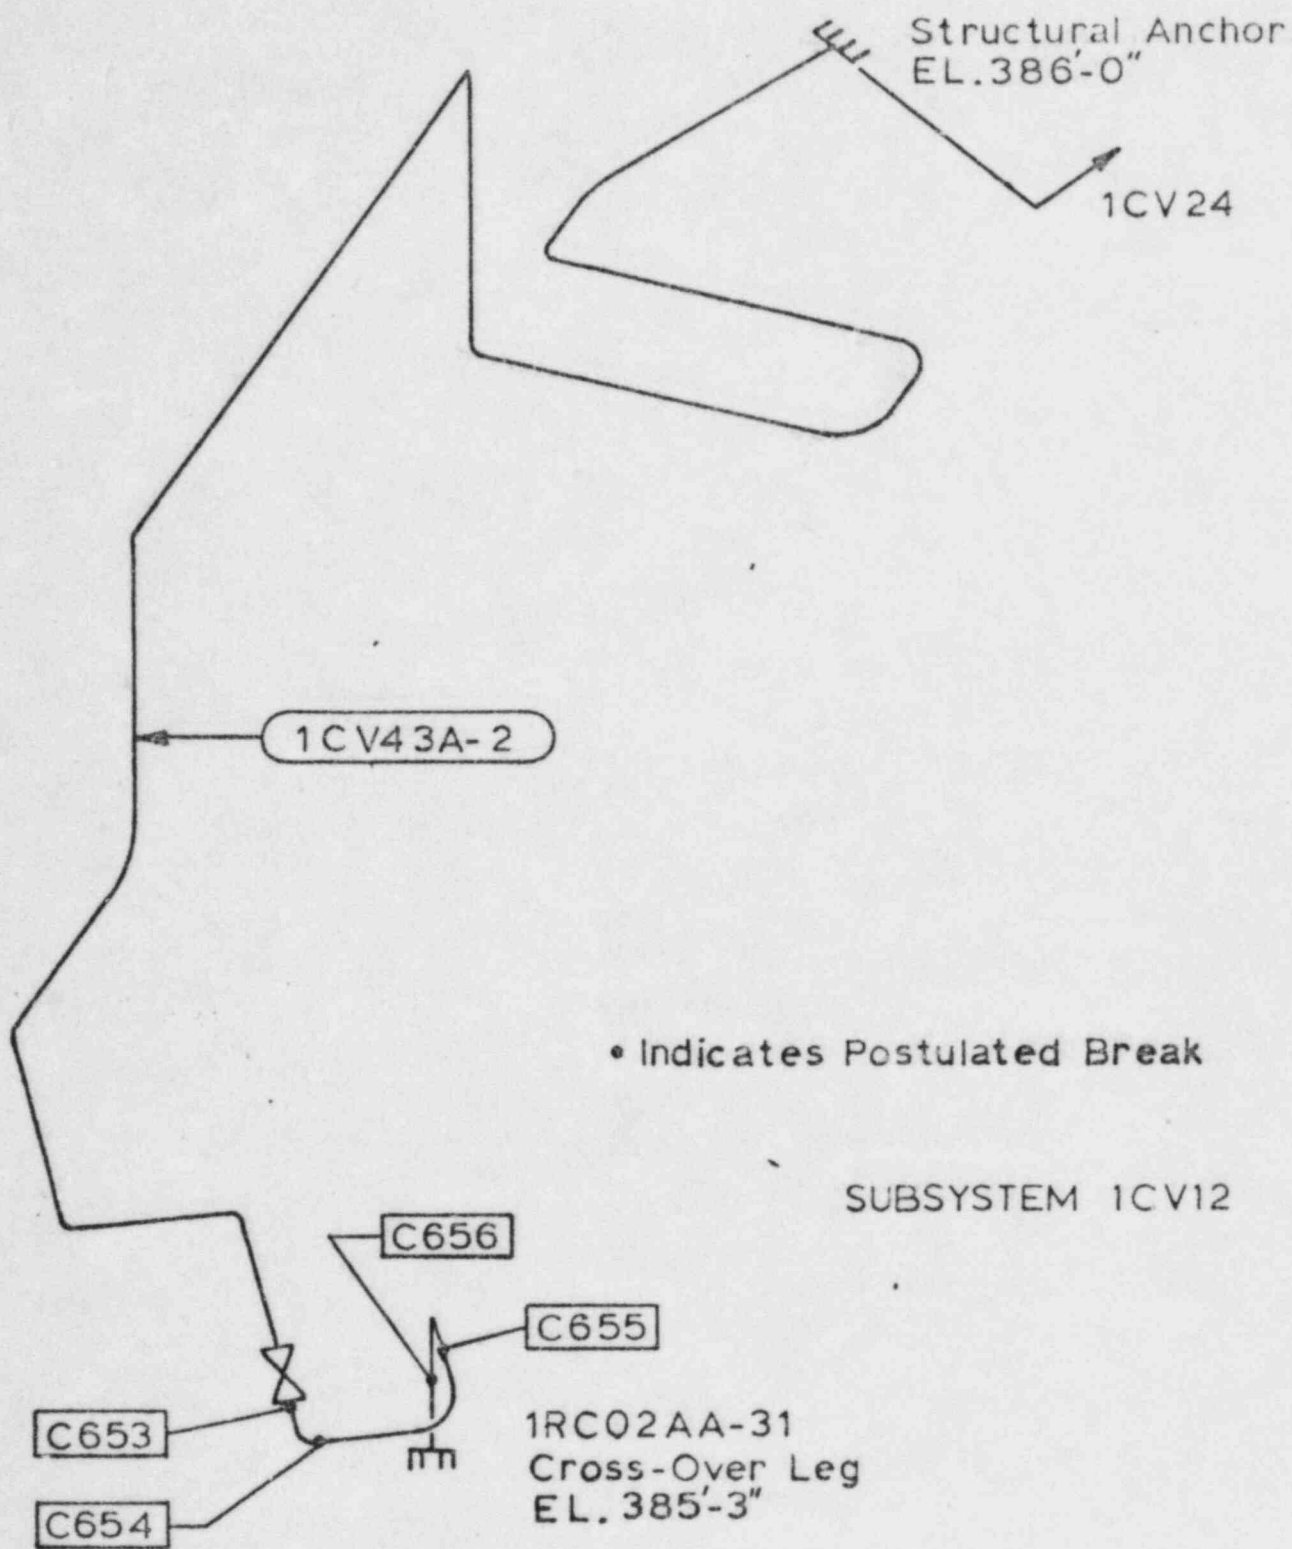 Structural Anchor
EL.386'-0"
1CV24
1CV43A-2
• Indicates Postulated Break
SUBSYSTEM 1CV12
C656
C655
C653
1RC02AA-31
Cross-Over Leg
EL. 385'-3"
C654